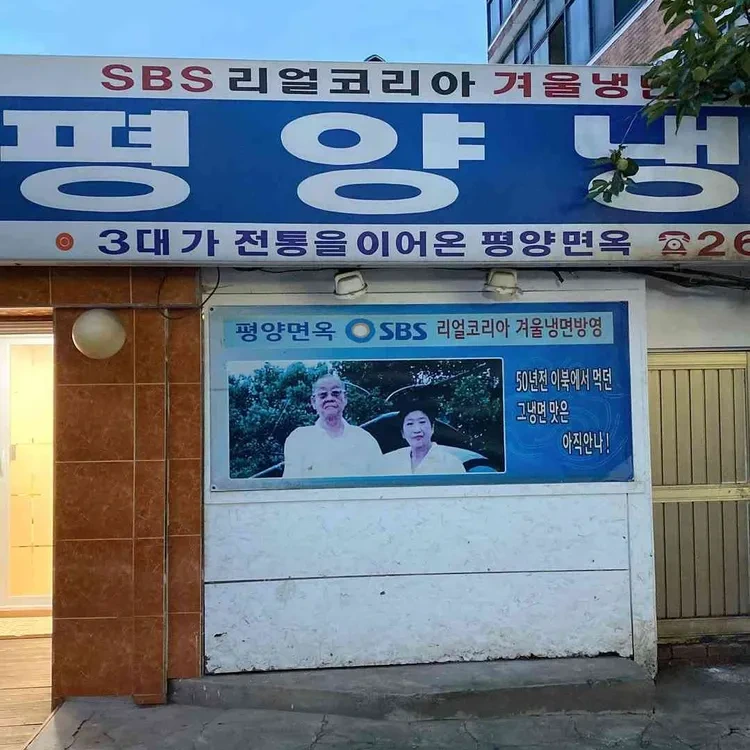 SBS 리얼코리아 겨울냉면
평양냉
3대가 전통을 이어온 평양면옥 ☎26
평양면옥 SBS 리얼코리아 겨울냉면방영
50년전 이북에서 먹던
그냉면 맛은
아직안나!